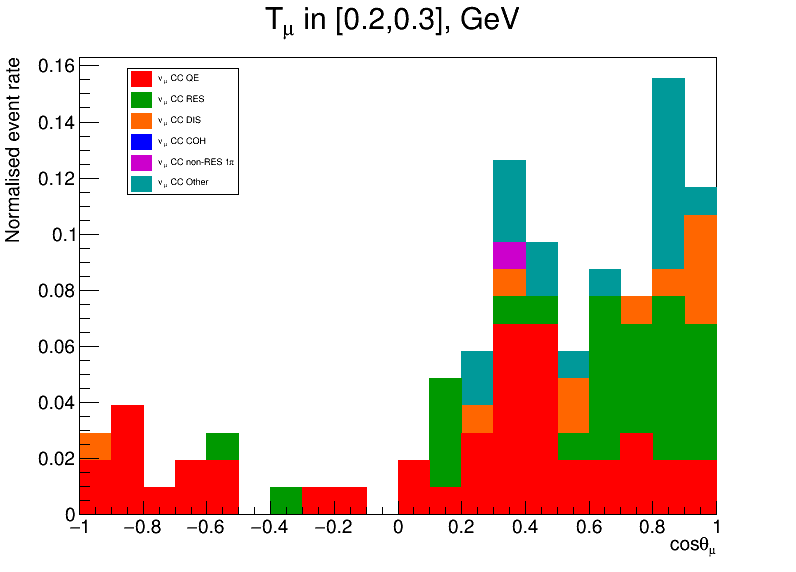 Tμ in [0.2,0.3], GeV
Normalised event rate
0.16
0.14
0.12
0.1
0.08
0.06
0.04
0.02
0
νμ CC QE
νμ CC RES
νμ CC DIS
νμ CC COH
νμ CC non-RES 1π
νμ CC Other
−1 −0.8 −0.6 −0.4 −0.2 0 0.2 0.4 0.6 0.8 1
cosθμ